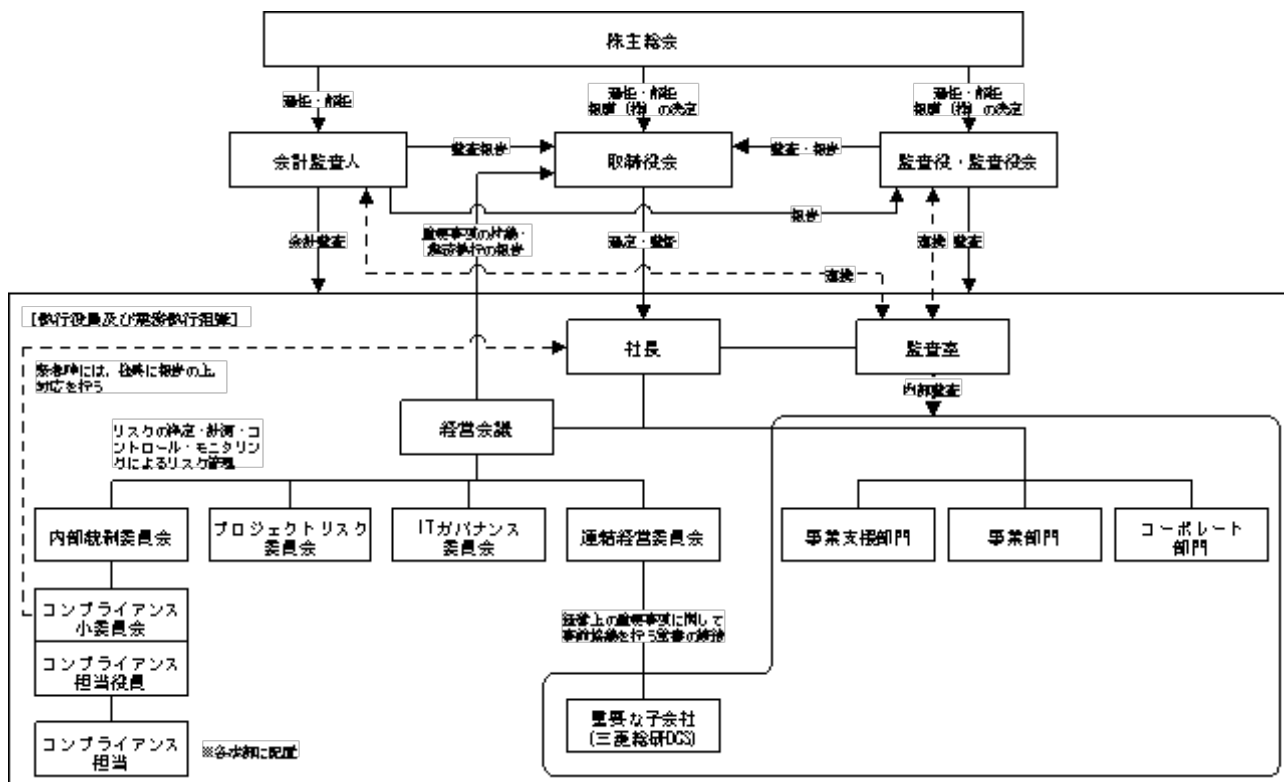 株主総会
選任・解任
選任・解任
報酬（枠）の決定
選任・解任
報酬（枠）の決定
会計監査人
監査報告
取締役会
監査・報告
監査役・監査役会
報告
会計監査
重要事項の付議・
業務執行の報告
選定・監督
連携
監査
連携
［執行役員及び業務執行組織］
社長
監査室
緊急時には、社長に報告の上、
対応を行う
内部監査
経営会議
リスクの特定・計測・コ
ントロール・モニタリン
グによるリスク管理
内部統制委員会
プロジェクトリスク
委員会
ITガバナンス
委員会
連結経営委員会
事業支援部門
事業部門
コーポレート
部門
コンプライアンス
小委員会
経営上の重要事項に関して
事前協議を行う
コンプライアンス
担当役員
重要な子会社
(三菱総研DCS)
コンプライアンス
担当
※各本部に配置